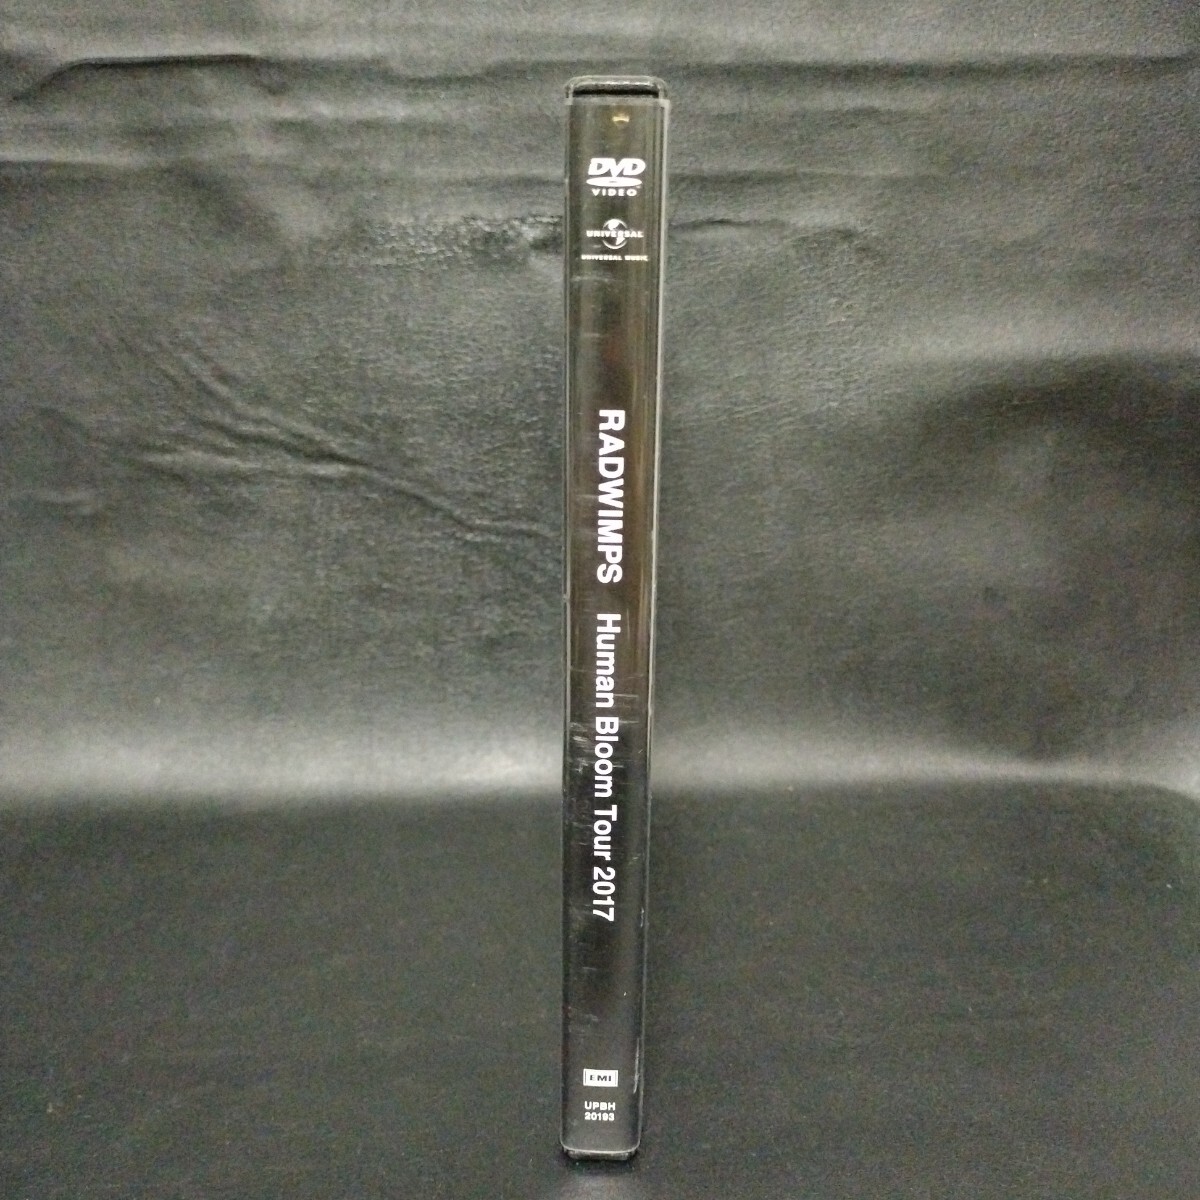 DVD
VIDEO
UNIVERSAL
UNIVERSAL MUSIC
RADWIMPS Human Bloom Tour 2017
EMI
UPBH
20193